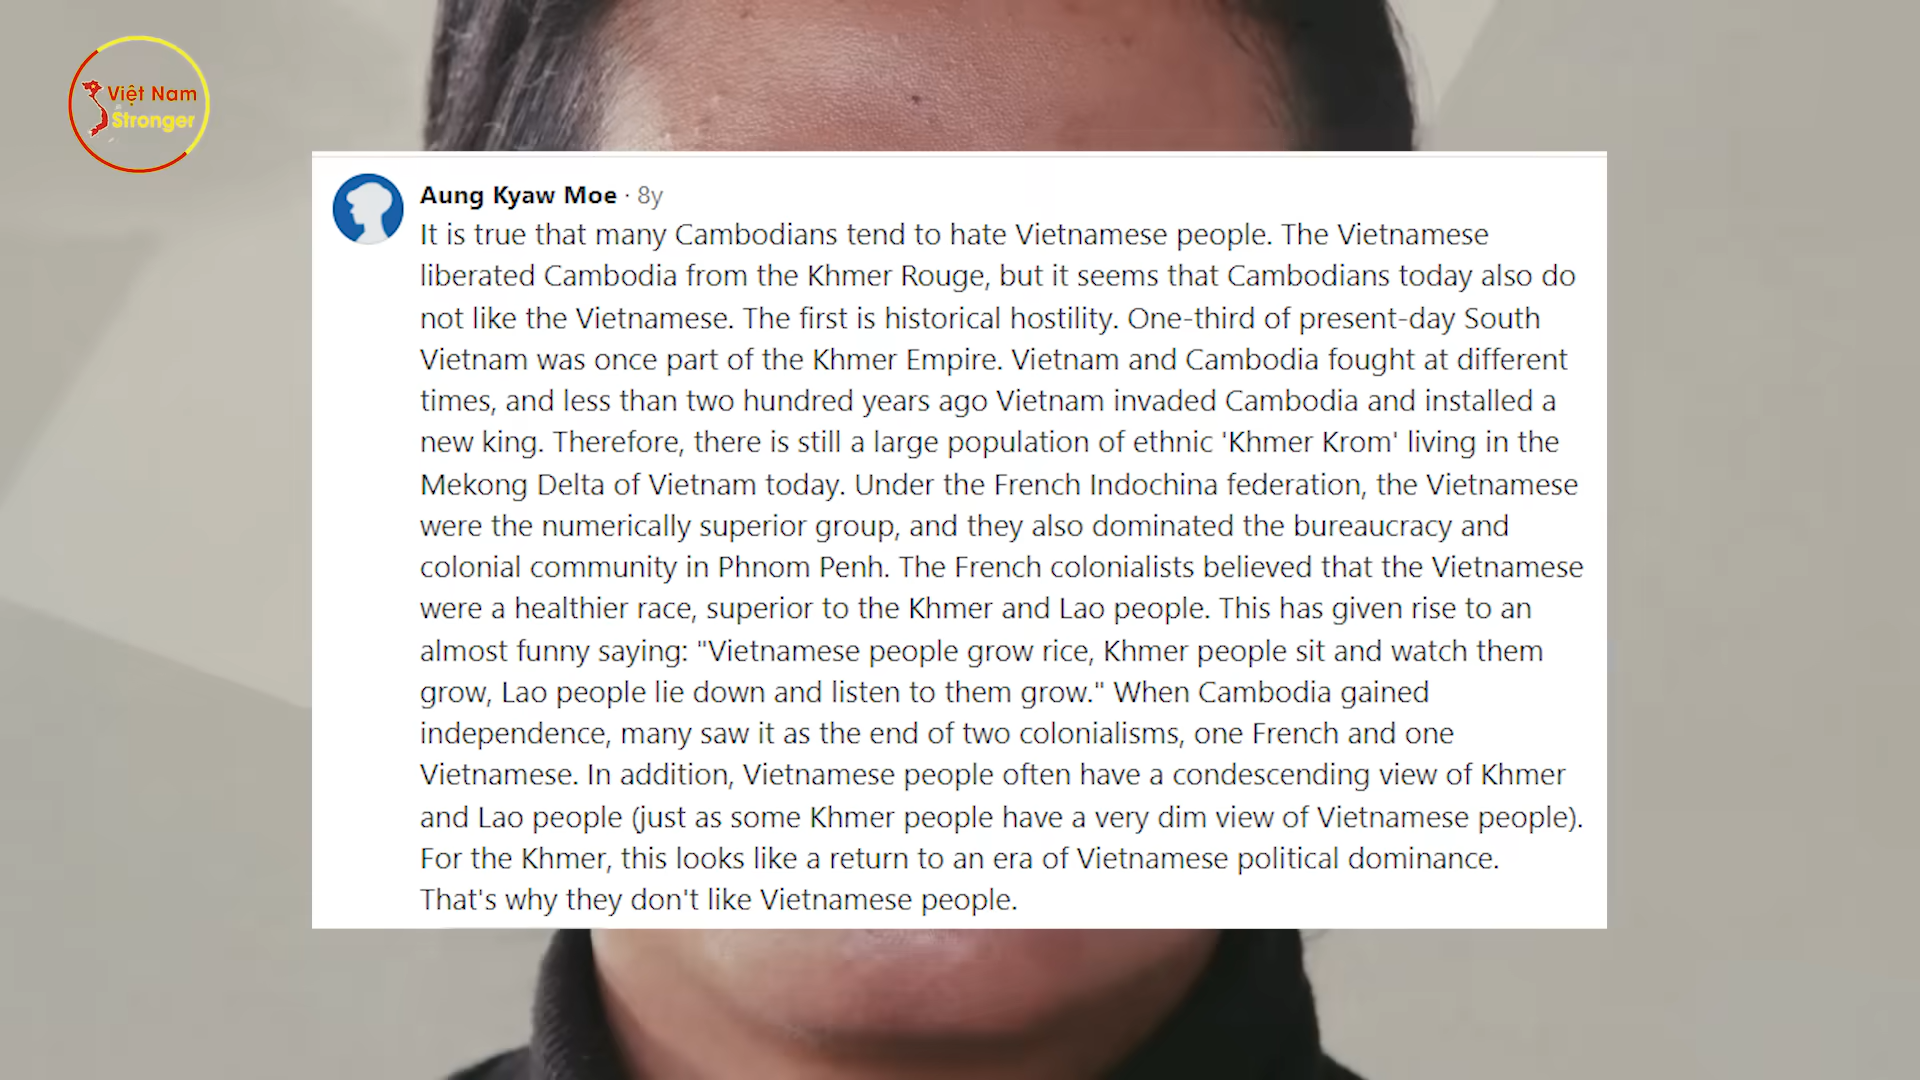 Việt Nam
Stronger
Aung Kyaw Moe · 8y
It is true that many Cambodians tend to hate Vietnamese people. The Vietnamese
liberated Cambodia from the Khmer Rouge, but it seems that Cambodians today also do
not like the Vietnamese. The first is historical hostility. One-third of present-day South
Vietnam was once part of the Khmer Empire. Vietnam and Cambodia fought at different
times, and less than two hundred years ago Vietnam invaded Cambodia and installed a
new king. Therefore, there is still a large population of ethnic 'Khmer Krom' living in the
Mekong Delta of Vietnam today. Under the French Indochina federation, the Vietnamese
were the numerically superior group, and they also dominated the bureaucracy and
colonial community in Phnom Penh. The French colonialists believed that the Vietnamese
were a healthier race, superior to the Khmer and Lao people. This has given rise to an
almost funny saying: "Vietnamese people grow rice, Khmer people sit and watch them
grow, Lao people lie down and listen to them grow." When Cambodia gained
independence, many saw it as the end of two colonialisms, one French and one
Vietnamese. In addition, Vietnamese people often have a condescending view of Khmer
and Lao people (just as some Khmer people have a very dim view of Vietnamese people).
For the Khmer, this looks like a return to an era of Vietnamese political dominance.
That's why they don't like Vietnamese people.